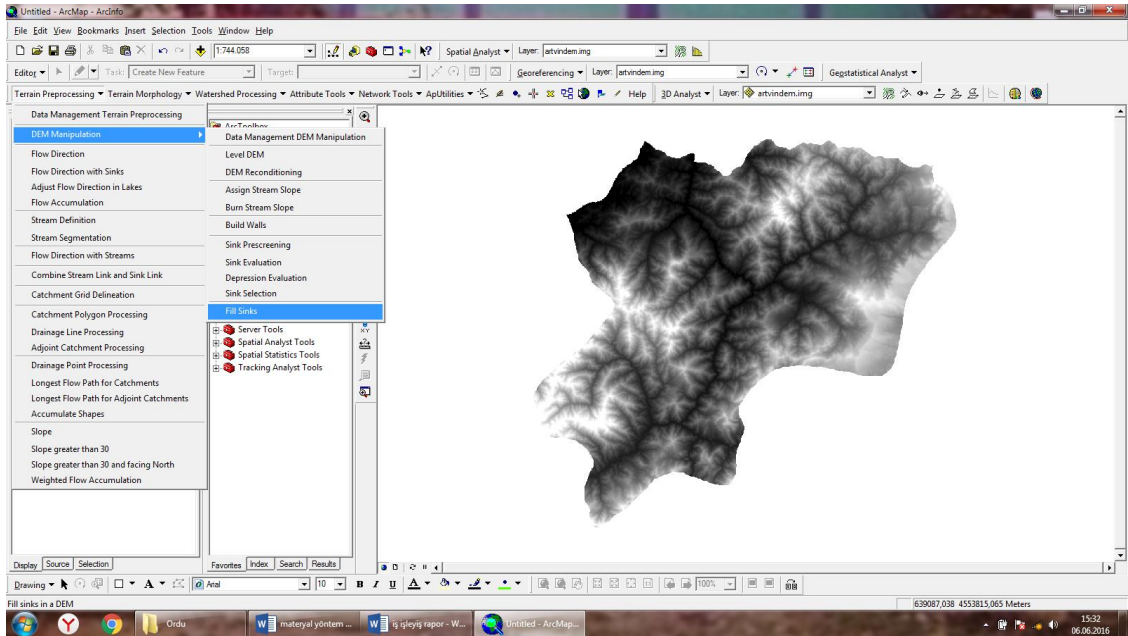 Untitled - ArcMap - ArcInfo
File Edit View Bookmarks Insert Selection Tools Window Help
1:744.058 Spatial Analyst Layer: artvindem.img
Editor Task: Create New Feature Target: Georeferencing Layer: artvindem.img Geostatistical Analyst
Terrain Preprocessing Terrain Morphology Watershed Processing Attribute Tools Network Tools ApUtilities Help 3D Analyst Layer: artvindem.img
Data Management Terrain Preprocessing
DEM Manipulation
Flow Direction
Flow Direction with Sinks
Adjust Flow Direction in Lakes
Flow Accumulation
Stream Definition
Stream Segmentation
Flow Direction with Streams
Combine Stream Link and Sink Link
Catchment Grid Delineation
Catchment Polygon Processing
Drainage Line Processing
Adjoint Catchment Processing
Drainage Point Processing
Longest Flow Path for Catchments
Longest Flow Path for Adjoint Catchments
Accumulate Shapes
Slope
Slope greater than 30
Slope greater than 30 and facing North
Weighted Flow Accumulation
ArcToolbox
Data Management DEM Manipulation
Level DEM
DEM Reconditioning
Assign Stream Slope
Burn Stream Slope
Build Walls
Sink Prescreening
Sink Evaluation
Depression Evaluation
Sink Selection
Fill Sinks
Server Tools
Spatial Analyst Tools
Spatial Statistics Tools
Tracking Analyst Tools
XY
Display Source Selection
Favorites Index Search Results
Drawing A Arial 10 B I U A 100%
Fill sinks in a DEM
639087,038 4553815,065 Meters
Ordu
materyal yöntem ...
iş işleyiş rapor - W...
Untitled - ArcMap...
15:32
06.06.2016